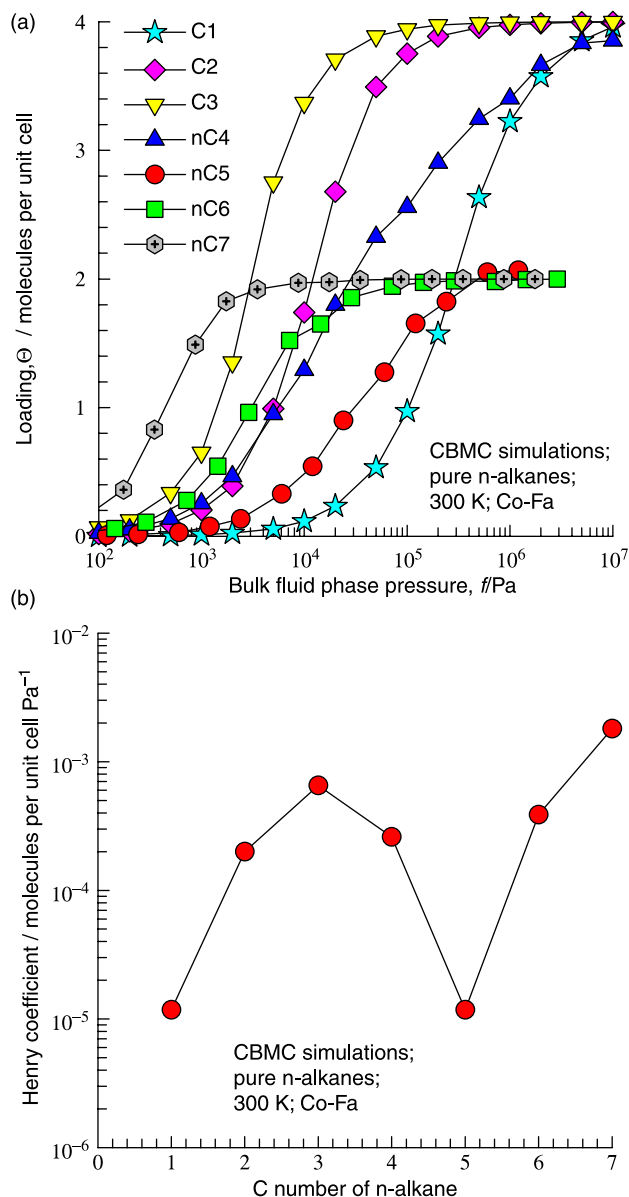 (a)
4
3
2
1
0
Loading,Θ / molecules per unit cell
C1
C2
C3
nC4
nC5
nC6
nC7
CBMC simulations;
pure n-alkanes;
300 K; Co-Fa
10² 10³ 10⁴ 10⁵ 10⁶ 10⁷
Bulk fluid phase pressure, f/Pa
(b)
10⁻²
10⁻³
10⁻⁴
10⁻⁵
10⁻⁶
Henry coefficient / molecules per unit cell Pa⁻¹
CBMC simulations;
pure n-alkanes;
300 K; Co-Fa
0 1 2 3 4 5 6 7
C number of n-alkane